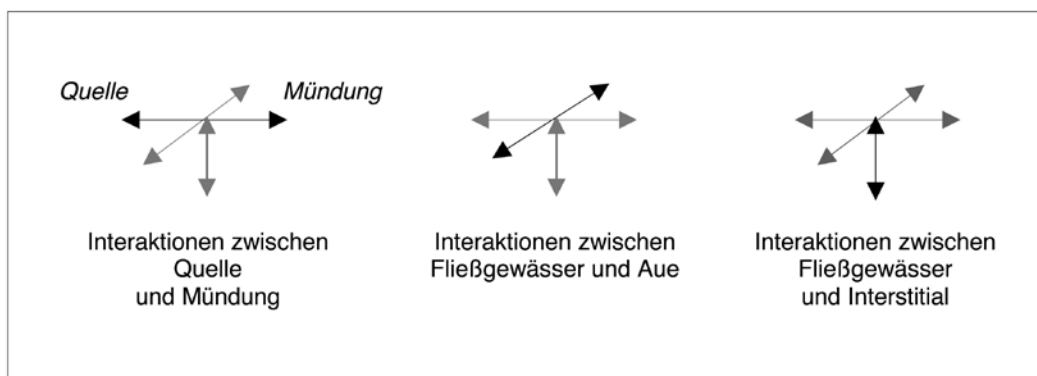 Quelle
Mündung
Interaktionen zwischen
Quelle
und Mündung
Interaktionen zwischen
Fließgewässer und Aue
Interaktionen zwischen
Fließgewässer
und Interstitial